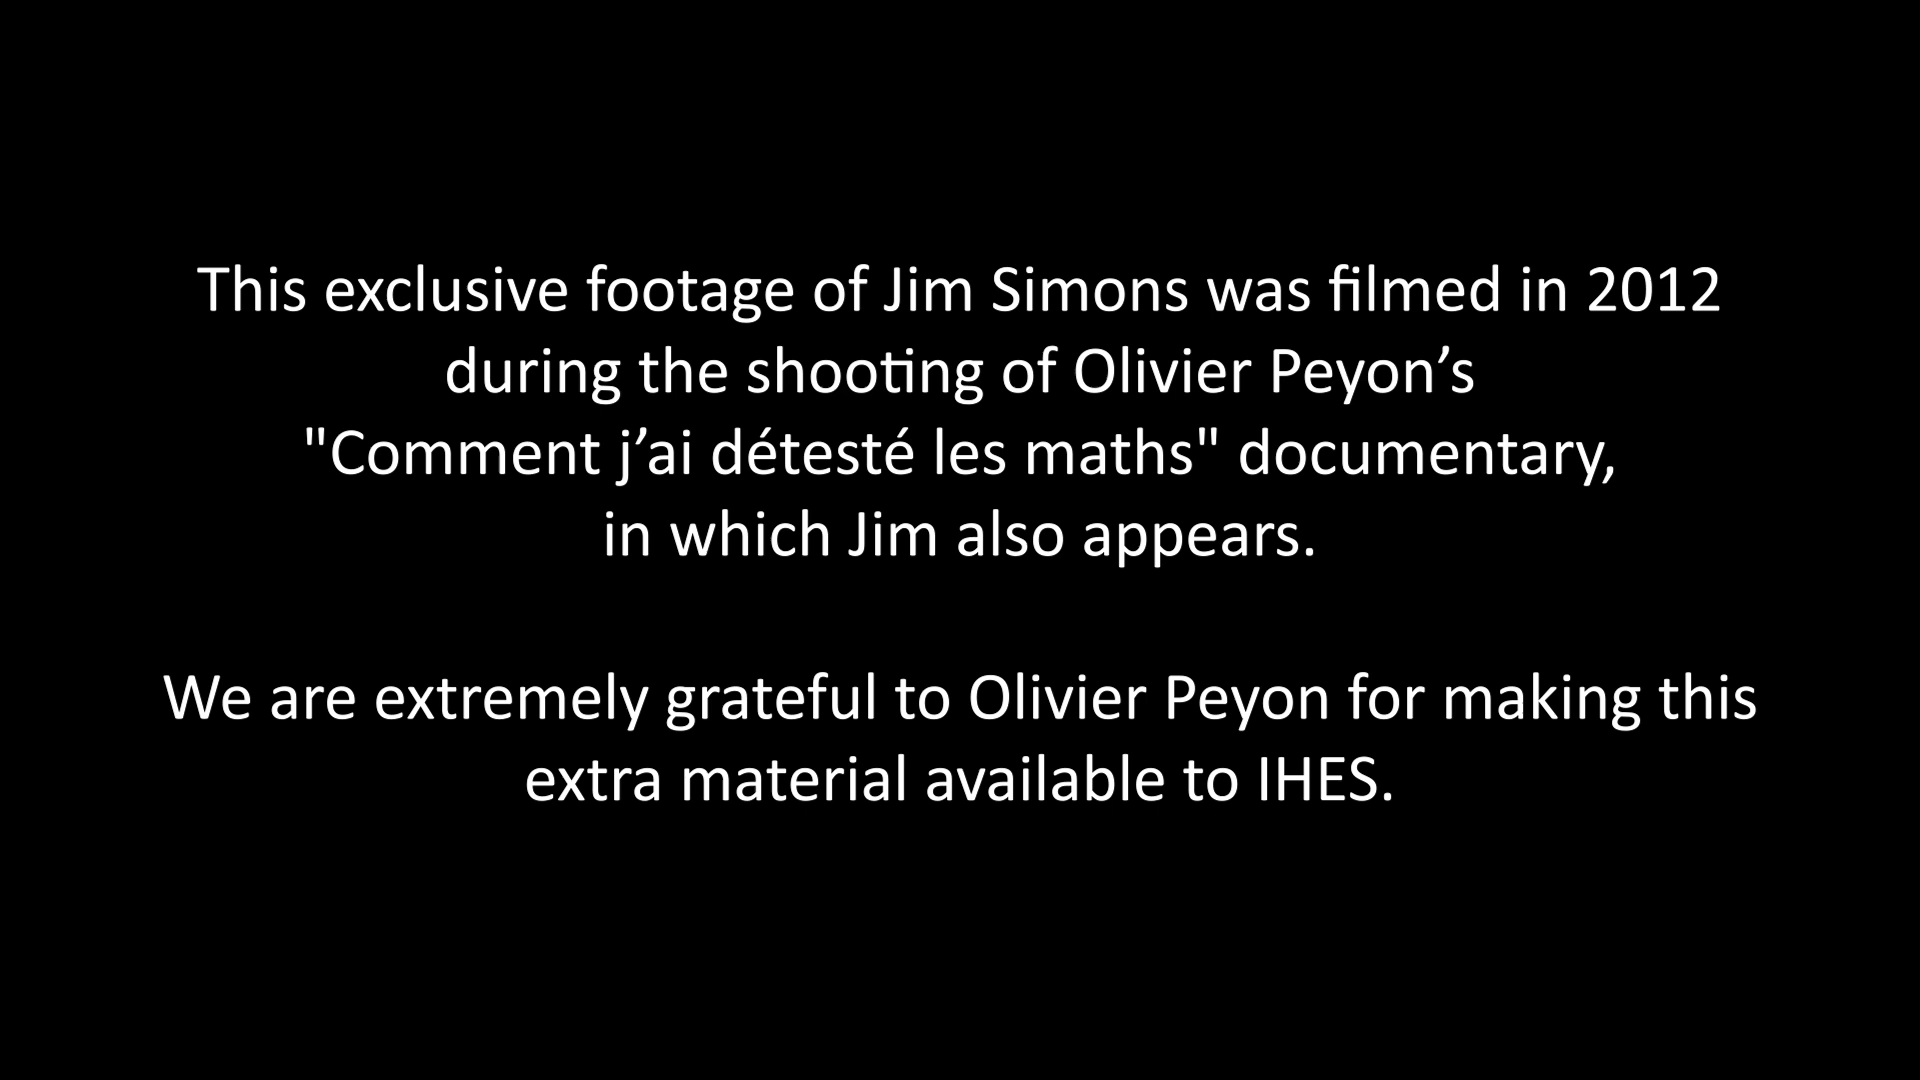 This exclusive footage of Jim Simons was filmed in 2012
during the shooting of Olivier Peyon’s
"Comment j’ai détesté les maths" documentary,
in which Jim also appears.
We are extremely grateful to Olivier Peyon for making this
extra material available to IHES.